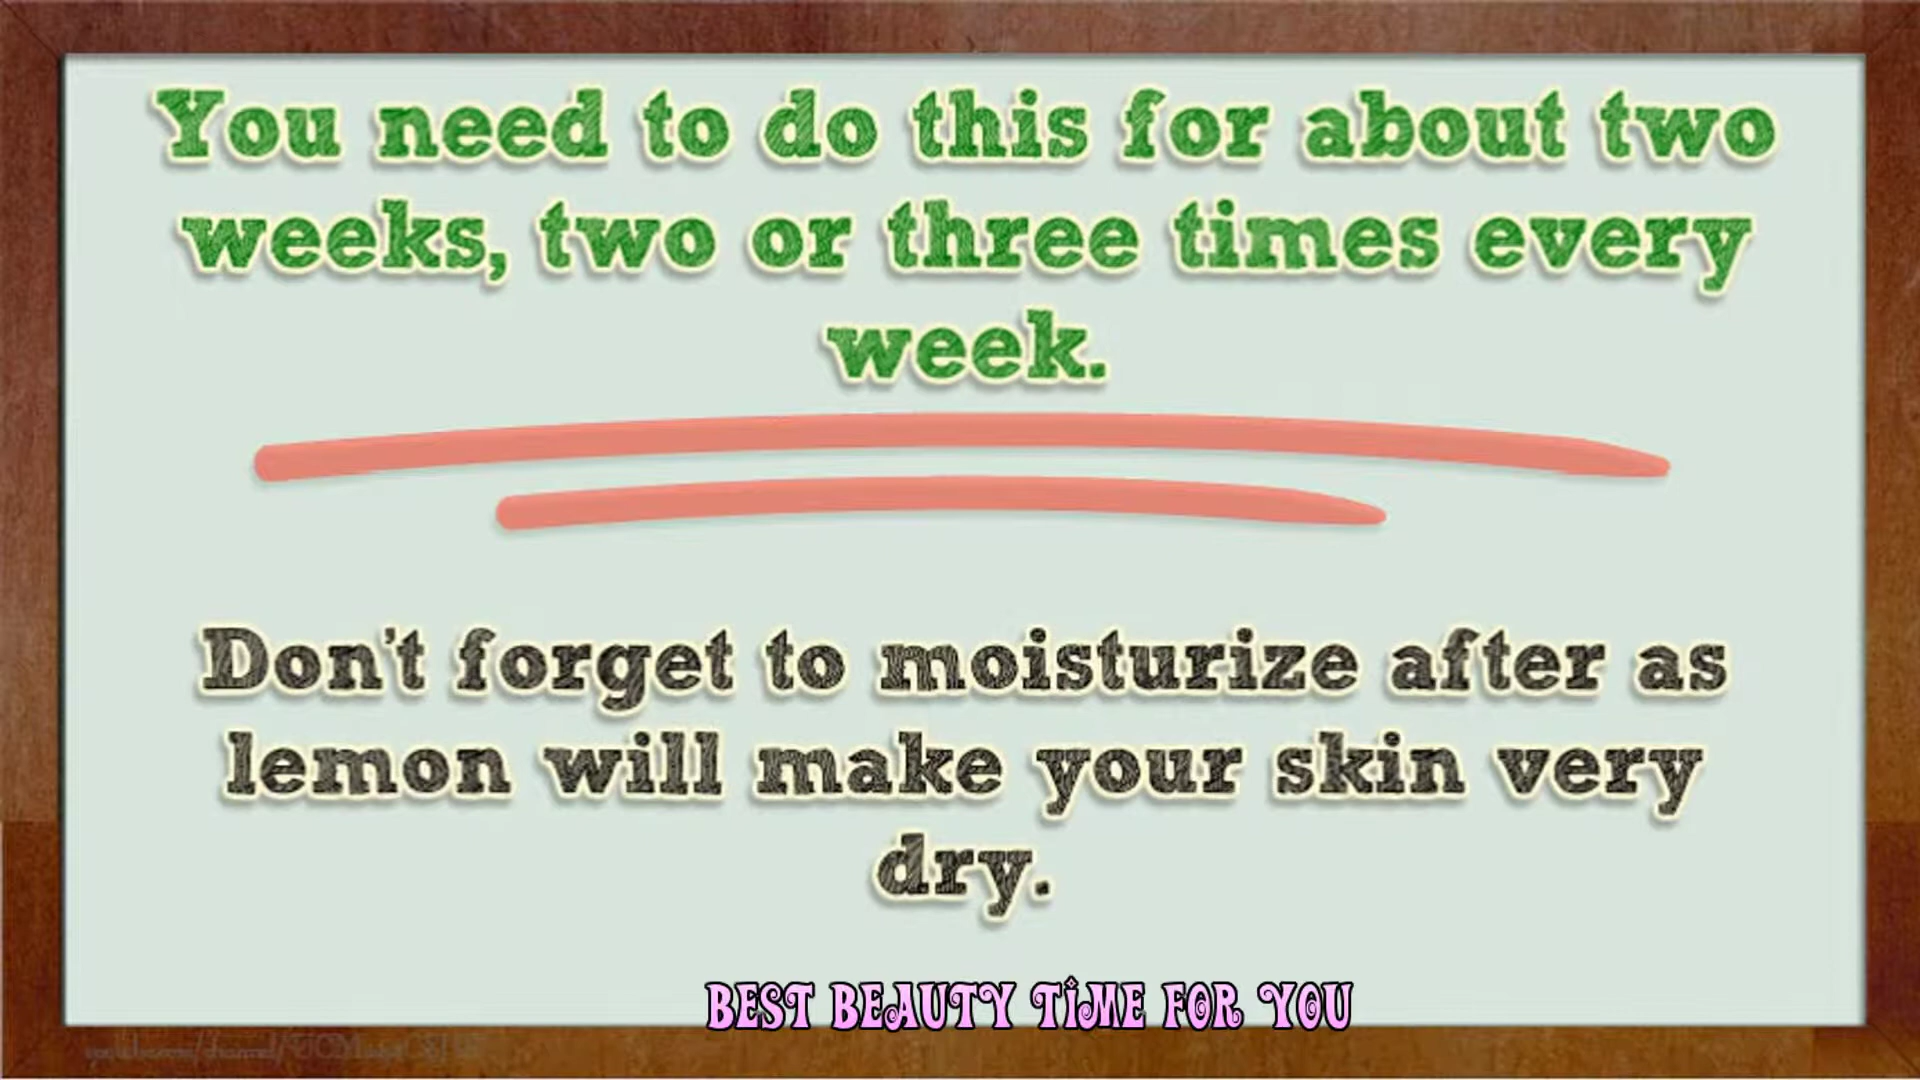 You need to do this for about two
weeks, two or three times every
week.
Don't forget to moisturize after as
lemon will make your skin very
dry.
BEST BEAUTY TIME FOR YOU